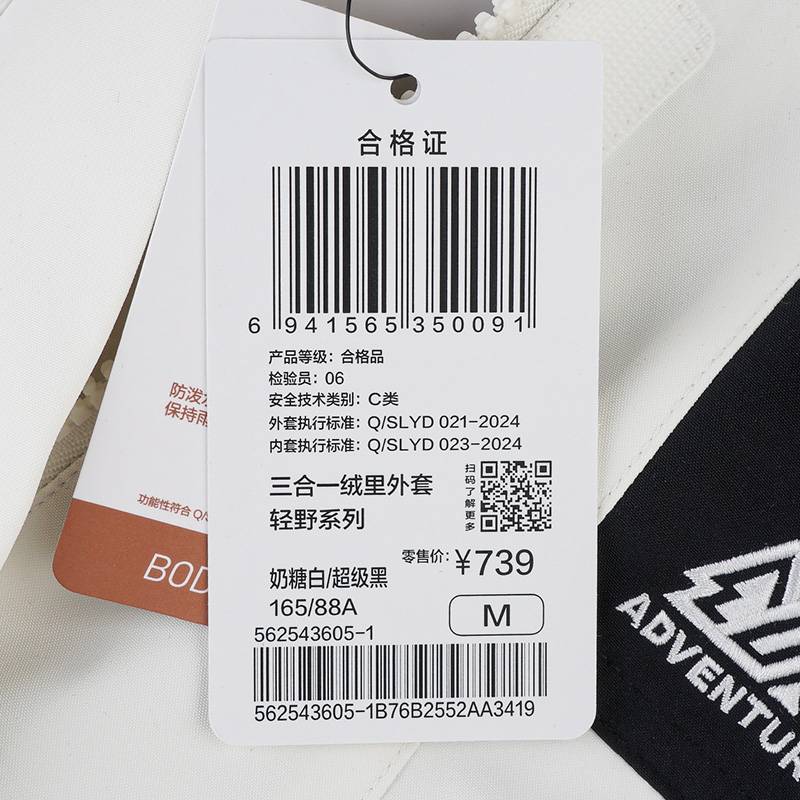 合格证
6 941565 350091
产品等级：合格品
检验员：06
安全技术类别：C类
外套执行标准：Q/SLYD 021-2024
内套执行标准：Q/SLYD 023-2024
三合一绒里外套
轻野系列
扫码了解更多
零售价：¥739
奶糖白/超级黑
165/88A
M
562543605-1
562543605-1B76B2552AA3419
防泼
保持雨
功能性符合 Q/S
BOD
ADVENTUR